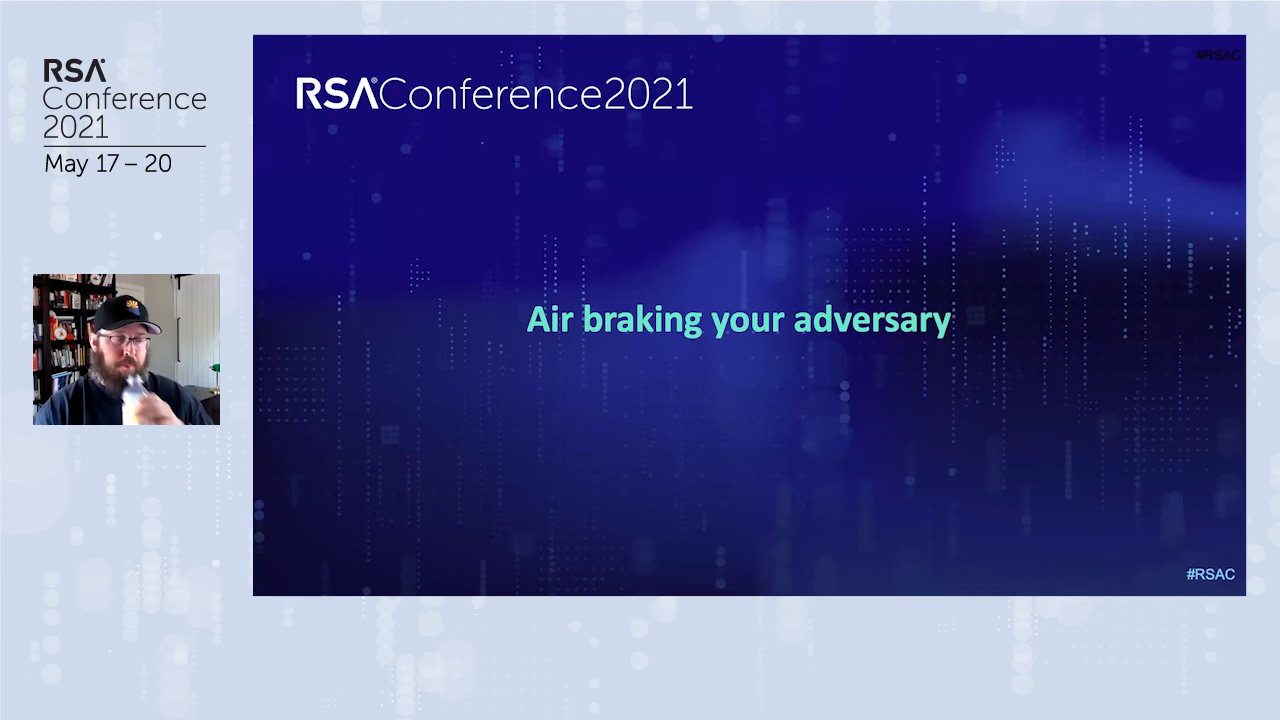 RSA
Conference
2021
May 17 – 20
#RSAC
RSAConference2021
Air braking your adversary
#RSAC